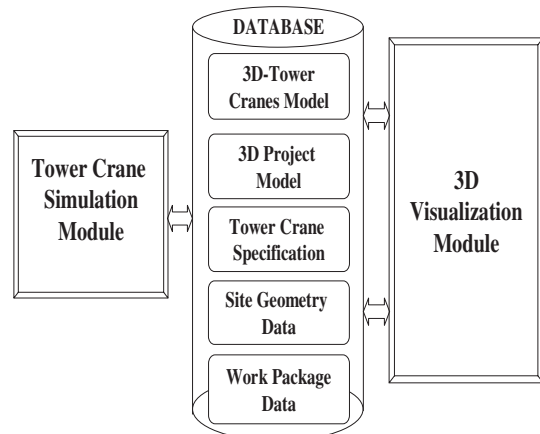 DATABASE
3D-Tower
Cranes Model
3D Project
Model
Tower Crane
Specification
Site Geometry
Data
Work Package
Data
Tower Crane
Simulation
Module
3D
Visualization
Module